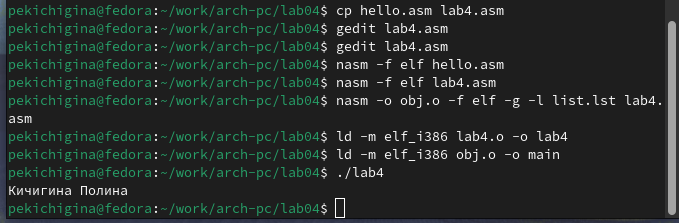 pekichigina@fedora:~/work/arch-pc/lab04$ cp hello.asm lab4.asm
pekichigina@fedora:~/work/arch-pc/lab04$ gedit lab4.asm
pekichigina@fedora:~/work/arch-pc/lab04$ gedit lab4.asm
pekichigina@fedora:~/work/arch-pc/lab04$ nasm -f elf hello.asm
pekichigina@fedora:~/work/arch-pc/lab04$ nasm -f elf lab4.asm
pekichigina@fedora:~/work/arch-pc/lab04$ nasm -o obj.o -f elf -g -l list.lst lab4.
asm
pekichigina@fedora:~/work/arch-pc/lab04$ ld -m elf_i386 lab4.o -o lab4
pekichigina@fedora:~/work/arch-pc/lab04$ ld -m elf_i386 obj.o -o main
pekichigina@fedora:~/work/arch-pc/lab04$ ./lab4
Кичигина Полина
pekichigina@fedora:~/work/arch-pc/lab04$